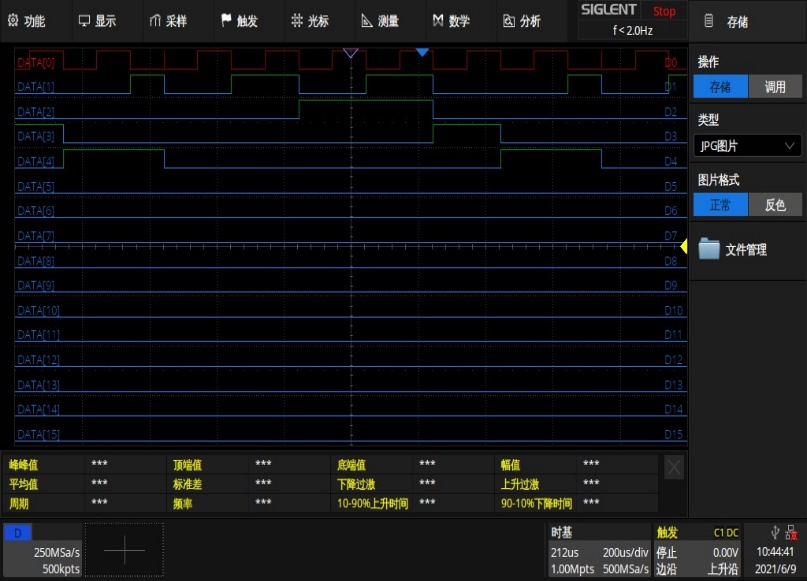 功能 显示 采样 触发 光标 测量 数学 分析 SIGLENT Stop 存储
f < 2.0Hz
操作
存储 调用
类型
JPG图片
图片格式
正常 反色
文件管理
DATA[0] D0
DATA[1] D1
DATA[2] D2
DATA[3] D3
DATA[4] D4
DATA[5] D5
DATA[6] D6
DATA[7] D7
DATA[8] D8
DATA[9] D9
DATA[10] D10
DATA[11] D11
DATA[12] D12
DATA[13] D13
DATA[14] D14
DATA[15] D15
峰峰值 *** 顶端值 *** 底端值 *** 幅值 ***
平均值 *** 标准差 *** 下降过激 *** 上升过激 ***
周期 *** 频率 *** 10-90%上升时间 *** 90-10%下降时间 ***
D 时基 触发 C1 DC
250MSa/s 212us 200us/div 停止 0.00V 10:44:41
500kpts 1.00Mpts 500MSa/s 边沿 上升沿 2021/6/9